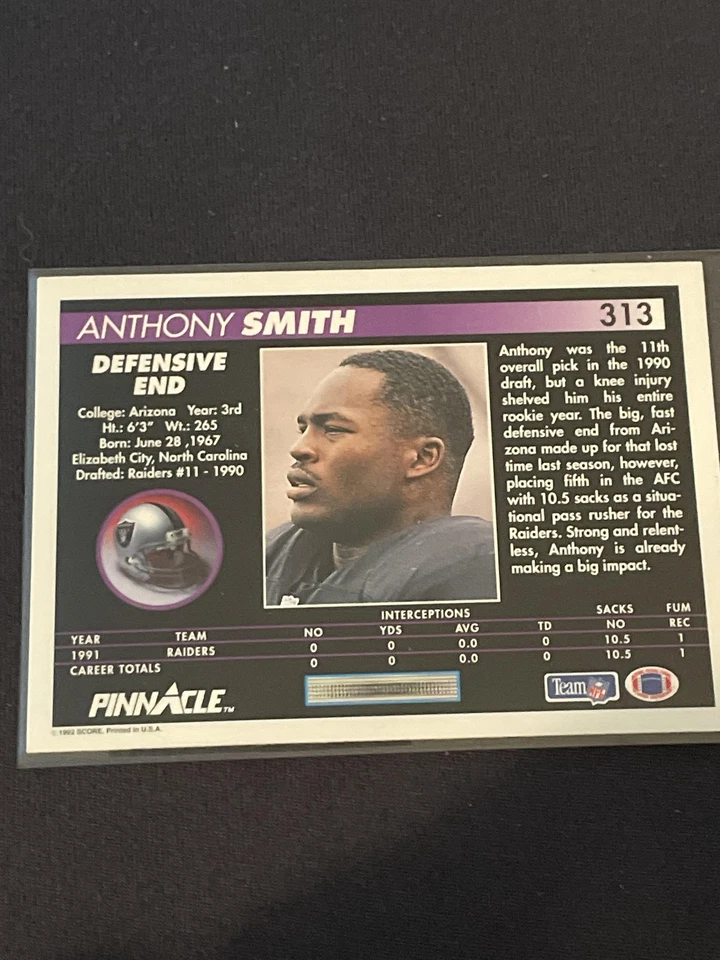 ANTHONY SMITH 313
DEFENSIVE
END
College: Arizona Year: 3rd
Ht.: 6'3" Wt.: 265
Born: June 28 ,1967
Elizabeth City, North Carolina
Drafted: Raiders #11 - 1990
Anthony was the 11th
overall pick in the 1990
draft, but a knee injury
shelved him his entire
rookie year. The big, fast
defensive end from Ari-
zona made up for that lost
time last season, however,
placing fifth in the AFC
with 10.5 sacks as a situa-
tional pass rusher for the
Raiders. Strong and relent-
less, Anthony is already
making a big impact.
INTERCEPTIONS SACKS FUM
YEAR TEAM NO YDS AVG TD NO REC
1991 RAIDERS 0 0 0.0 0 10.5 1
CAREER TOTALS 0 0 0.0 0 10.5 1
PINNACLE™
Team NFL
© 1992 SCORE, Printed in U.S.A.